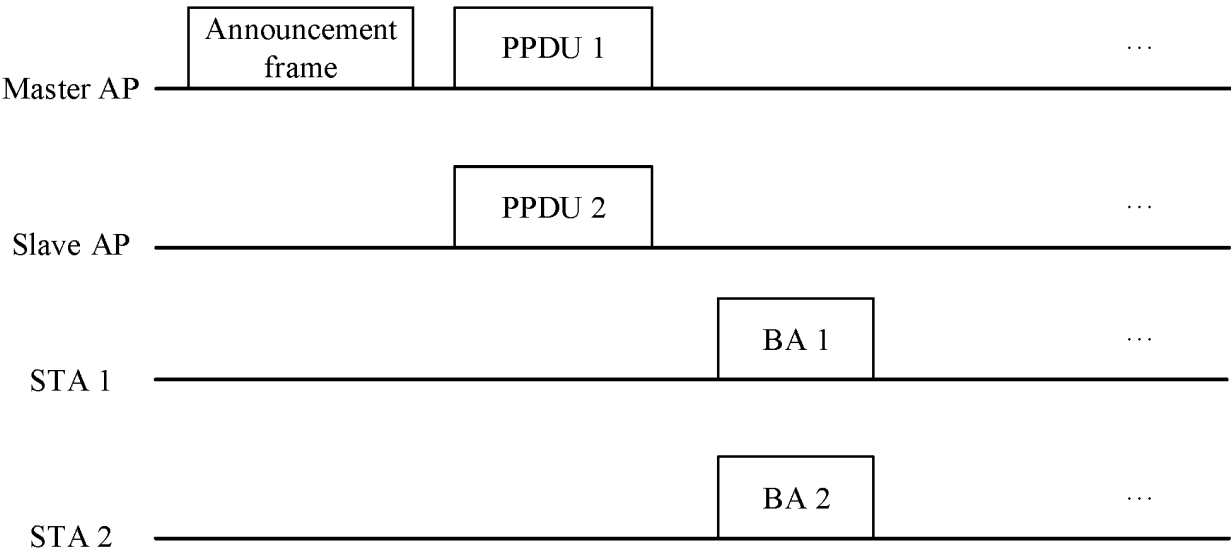 Announcement
frame
PPDU 1
...
Master AP
PPDU 2
...
Slave AP
BA 1
...
STA 1
BA 2
...
STA 2